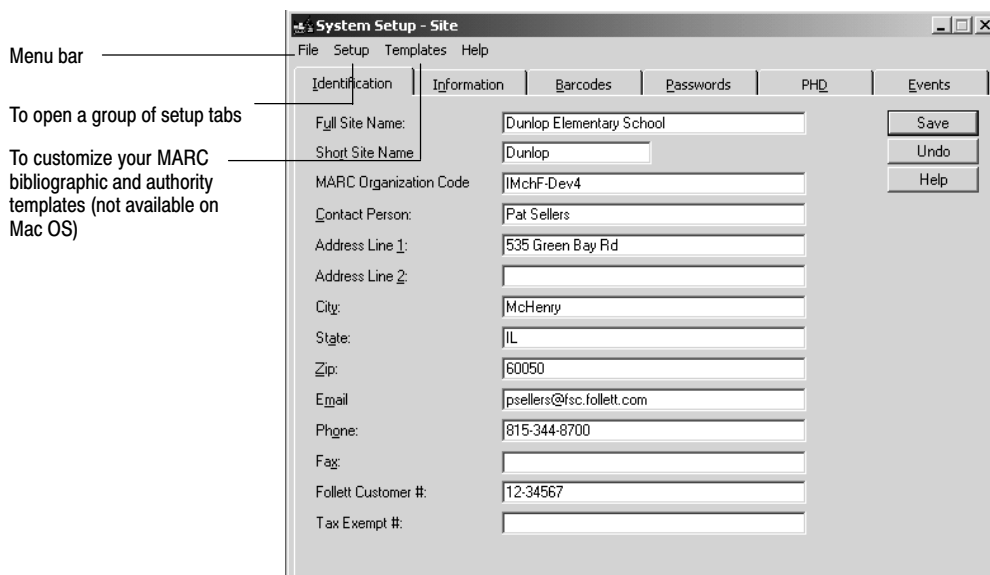 System Setup - Site
File Setup Templates Help
Menu bar
Identification Information Barcodes Passwords PHD Events
To open a group of setup tabs
To customize your MARC
bibliographic and authority
templates (not available on
Mac OS)
Full Site Name: Dunlop Elementary School Save
Short Site Name Dunlop Undo
MARC Organization Code IMchF-Dev4 Help
Contact Person: Pat Sellers
Address Line 1: 535 Green Bay Rd
Address Line 2:
City: McHenry
State: IL
Zip: 60050
Email psellers@fsc.follett.com
Phone: 815-344-8700
Fax:
Follett Customer #: 12-34567
Tax Exempt #: